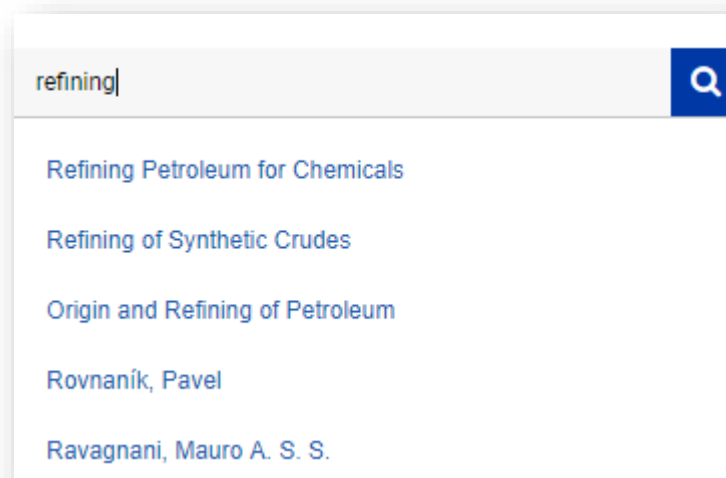 refining
Refining Petroleum for Chemicals
Refining of Synthetic Crudes
Origin and Refining of Petroleum
Rovnaník, Pavel
Ravagnani, Mauro A. S. S.